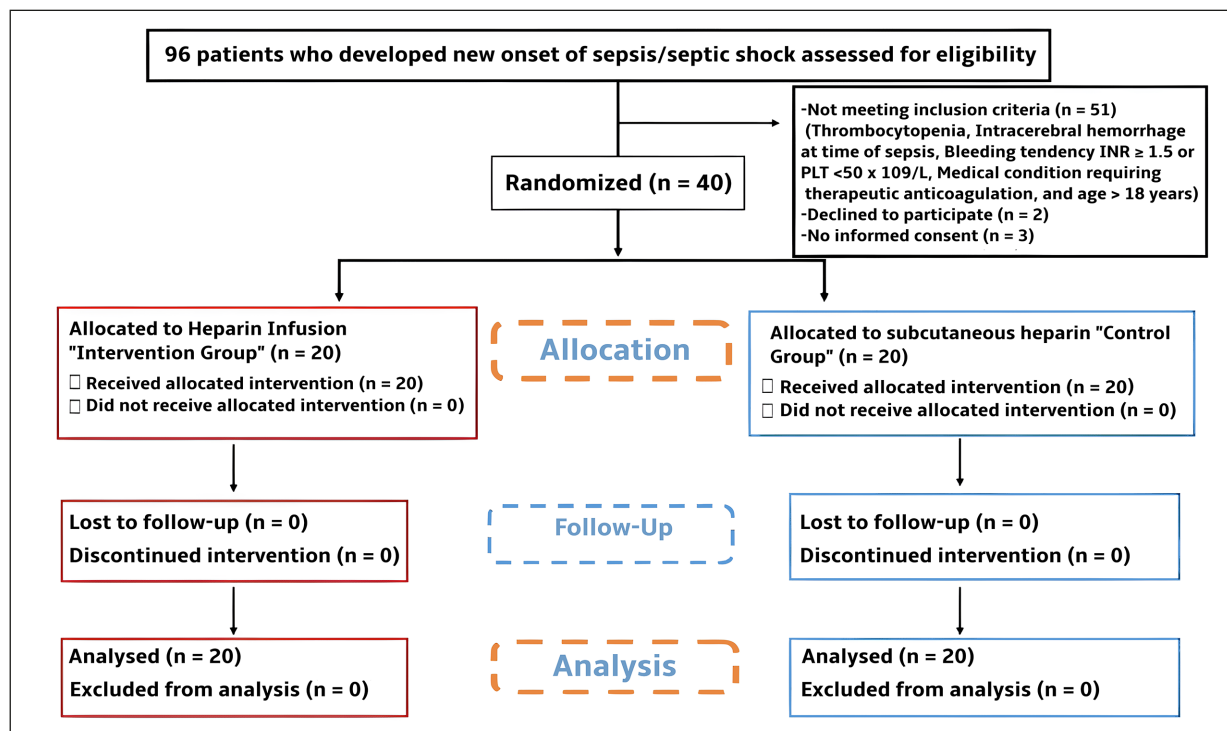 96 patients who developed new onset of sepsis/septic shock assessed for eligibility
-Not meeting inclusion criteria (n = 51)
(Thrombocytopenia, Intracerebral hemorrhage
at time of sepsis, Bleeding tendency INR ≥ 1.5 or
PLT <50 x 109/L, Medical condition requiring
therapeutic anticoagulation, and age > 18 years)
-Declined to participate (n = 2)
-No informed consent (n = 3)
Randomized (n = 40)
Allocated to Heparin Infusion
"Intervention Group" (n = 20)
☐ Received allocated intervention (n = 20)
☐ Did not receive allocated intervention (n = 0)
Allocation
Allocated to subcutaneous heparin "Control
Group" (n = 20)
☐ Received allocated intervention (n = 20)
☐ Did not receive allocated intervention (n = 0)
Lost to follow-up (n = 0)
Discontinued intervention (n = 0)
Follow-Up
Lost to follow-up (n = 0)
Discontinued intervention (n = 0)
Analysed (n = 20)
Excluded from analysis (n = 0)
Analysis
Analysed (n = 20)
Excluded from analysis (n = 0)